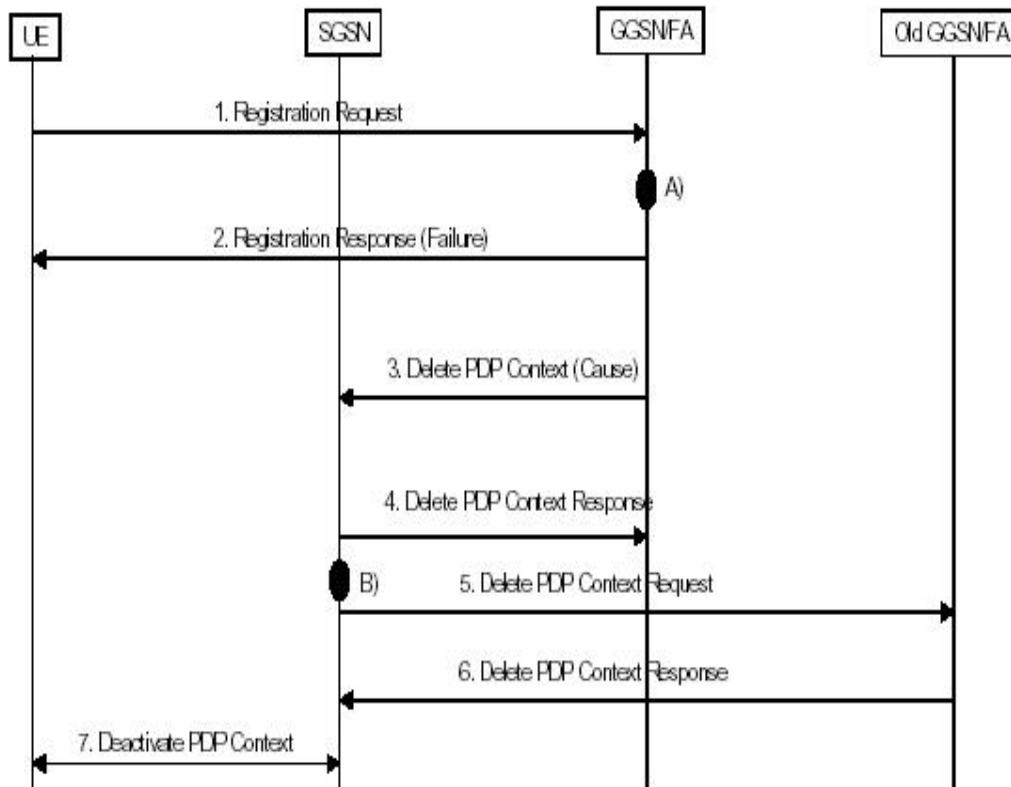 UE
SGSN
GGSN/FA
Old GGSN/FA
1. Registration Request
A)
2. Registration Response (Failure)
3. Delete PDP Context (Cause)
4. Delete PDP Context Response
B)
5. Delete PDP Context Request
6. Delete PDP Context Response
7. Deactivate PDP Context